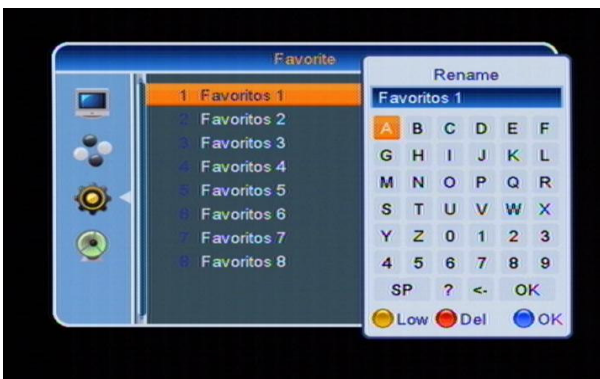 Favorite
1 Favoritos 1
2 Favoritos 2
3 Favoritos 3
4 Favoritos 4
5 Favoritos 5
6 Favoritos 6
7 Favoritos 7
8 Favoritos 8
Rename
Favoritos 1
A B C D E F
G H I J K L
M N O P Q R
S T U V W X
Y Z 0 1 2 3
4 5 6 7 8 9
SP ? <- OK
Low Del OK